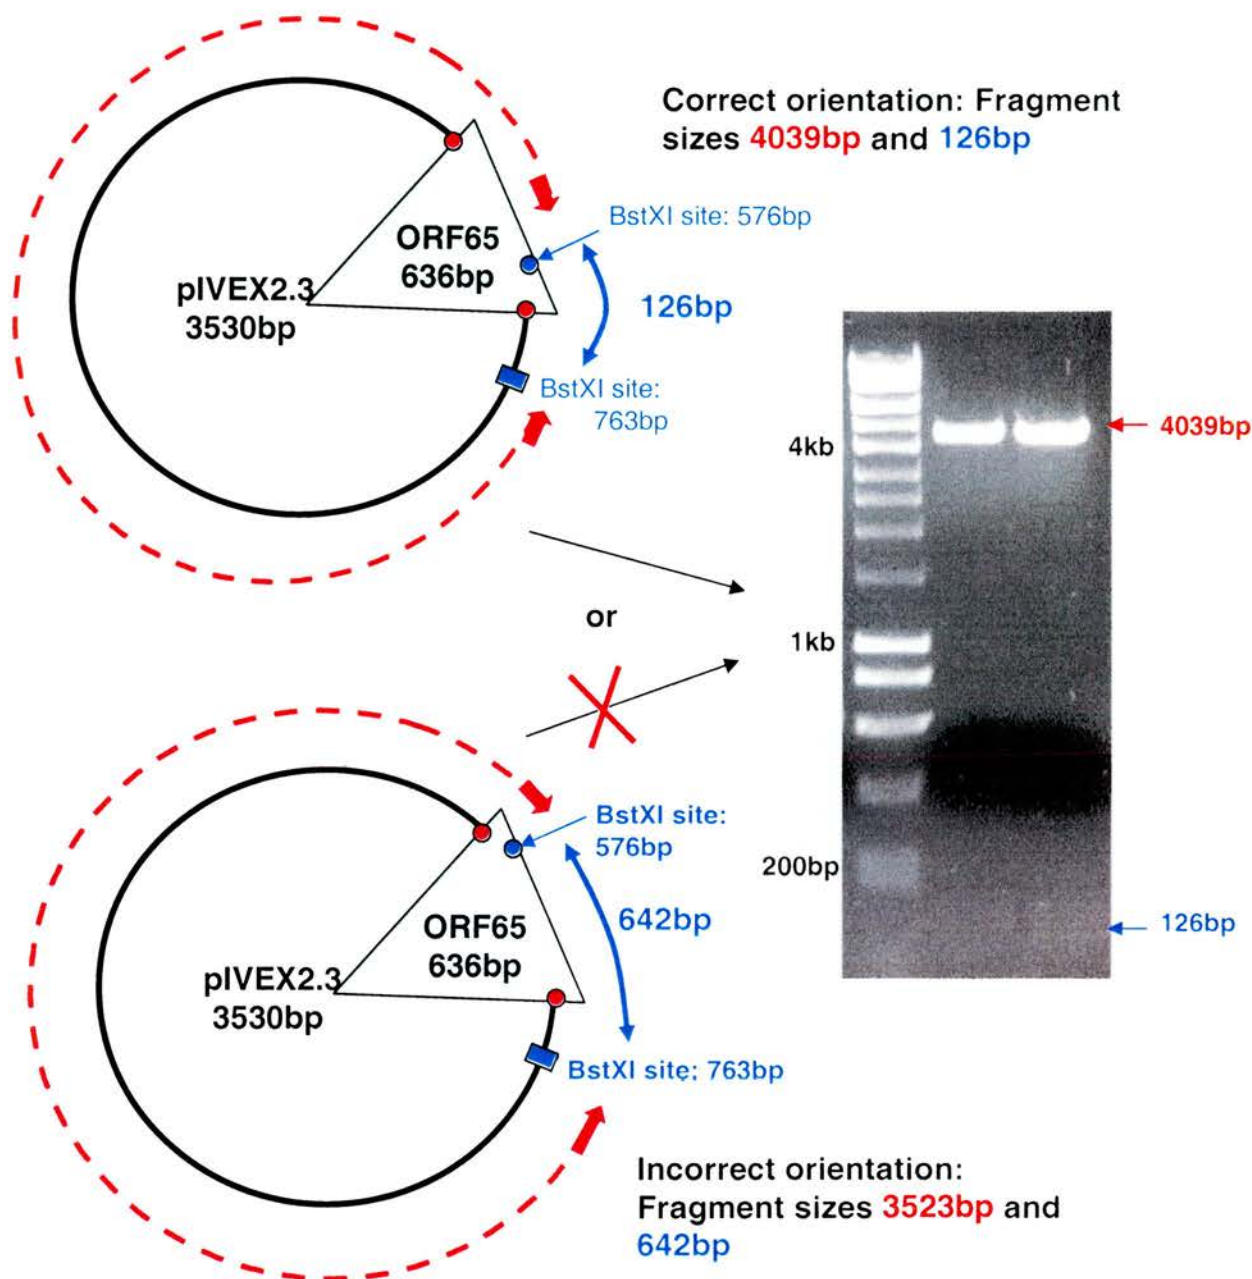 Correct orientation: Fragment
sizes 4039bp and 126bp
BstXI site: 576bp
ORF65
636bp
pIVEX2.3
3530bp
126bp
BstXI site:
763bp
4039bp
4kb
or
1kb
BstXI site:
576bp
200bp
642bp
ORF65
636bp
126bp
pIVEX2.3
3530bp
BstXI site; 763bp
Incorrect orientation:
Fragment sizes 3523bp and
642bp